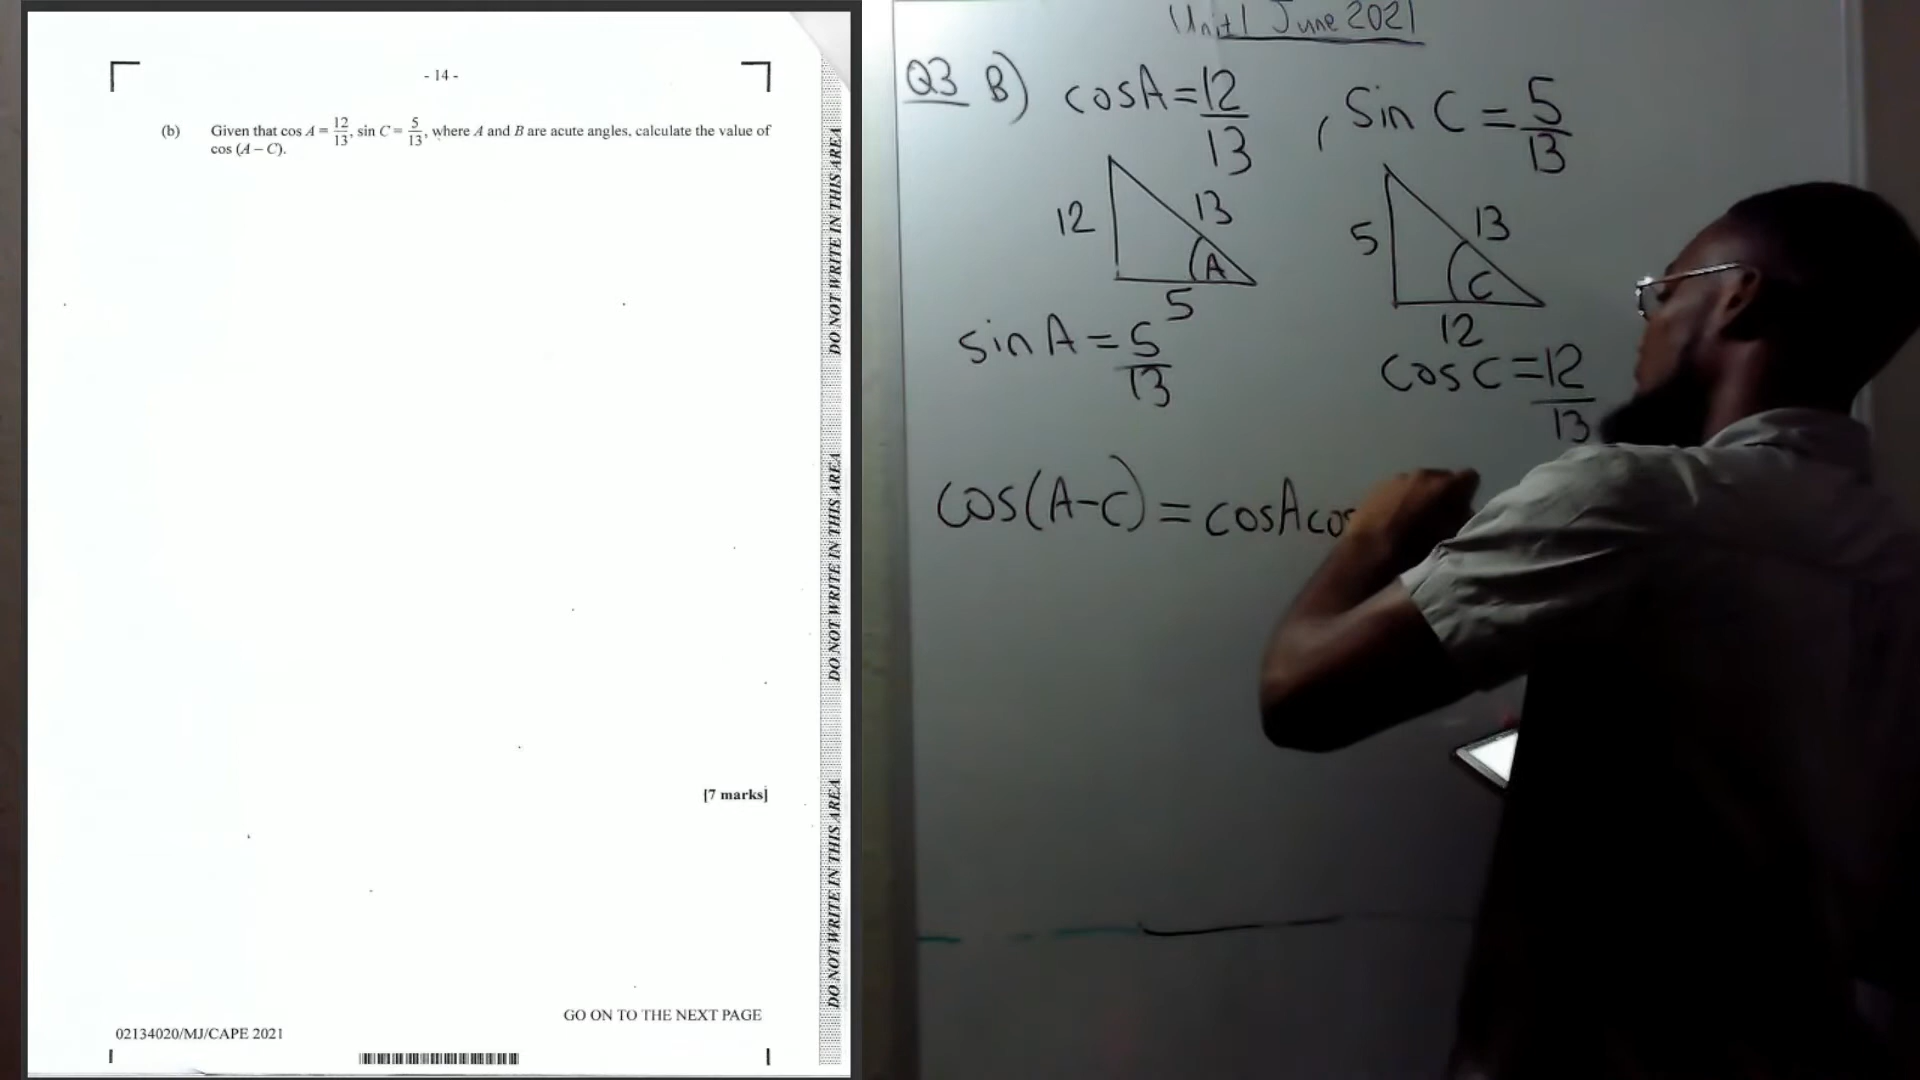 - 14 -
(b) Given that cos A = 12/13, sin C = 5/13, where A and B are acute angles, calculate the value of
cos (A – C).
[7 marks]
GO ON TO THE NEXT PAGE
02134020/MJ/CAPE 2021
DO NOT WRITE IN THIS AREA
DO NOT WRITE IN THIS AREA
DO NOT WRITE IN THIS AREA
Unit 1 June 2021
Q3 B) cosA = 12/13 , Sin C = 5/13
12 13 A 5
5 13 C 12
sin A = 5/13
cos C = 12/13
cos(A-C) = cosAcos